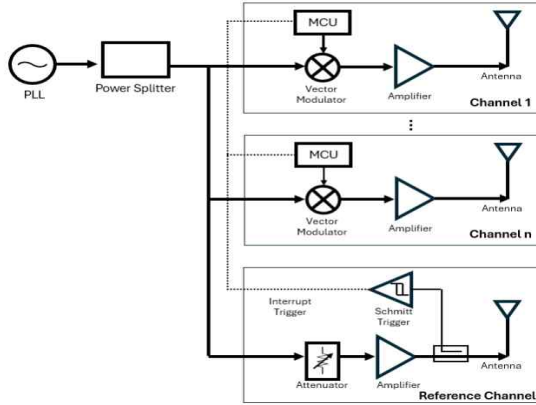 MCU
PLL
Power Splitter
Vector
Modulator
Amplifier
Antenna
Channel 1
...
MCU
Vector
Modulator
Amplifier
Antenna
Channel n
Interrupt
Trigger
Schmitt
Trigger
Attenuator
Amplifier
Antenna
Reference Channel